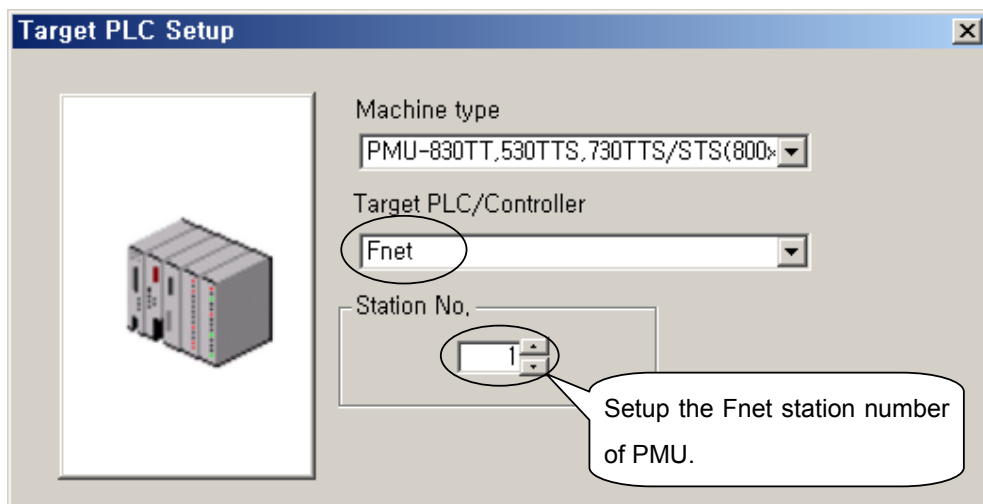 Target PLC Setup
Machine type
PMU-830TT,530TTS,730TTS/STS(800x
Target PLC/Controller
Fnet
Station No,
1
Setup the Fnet station number
of PMU.